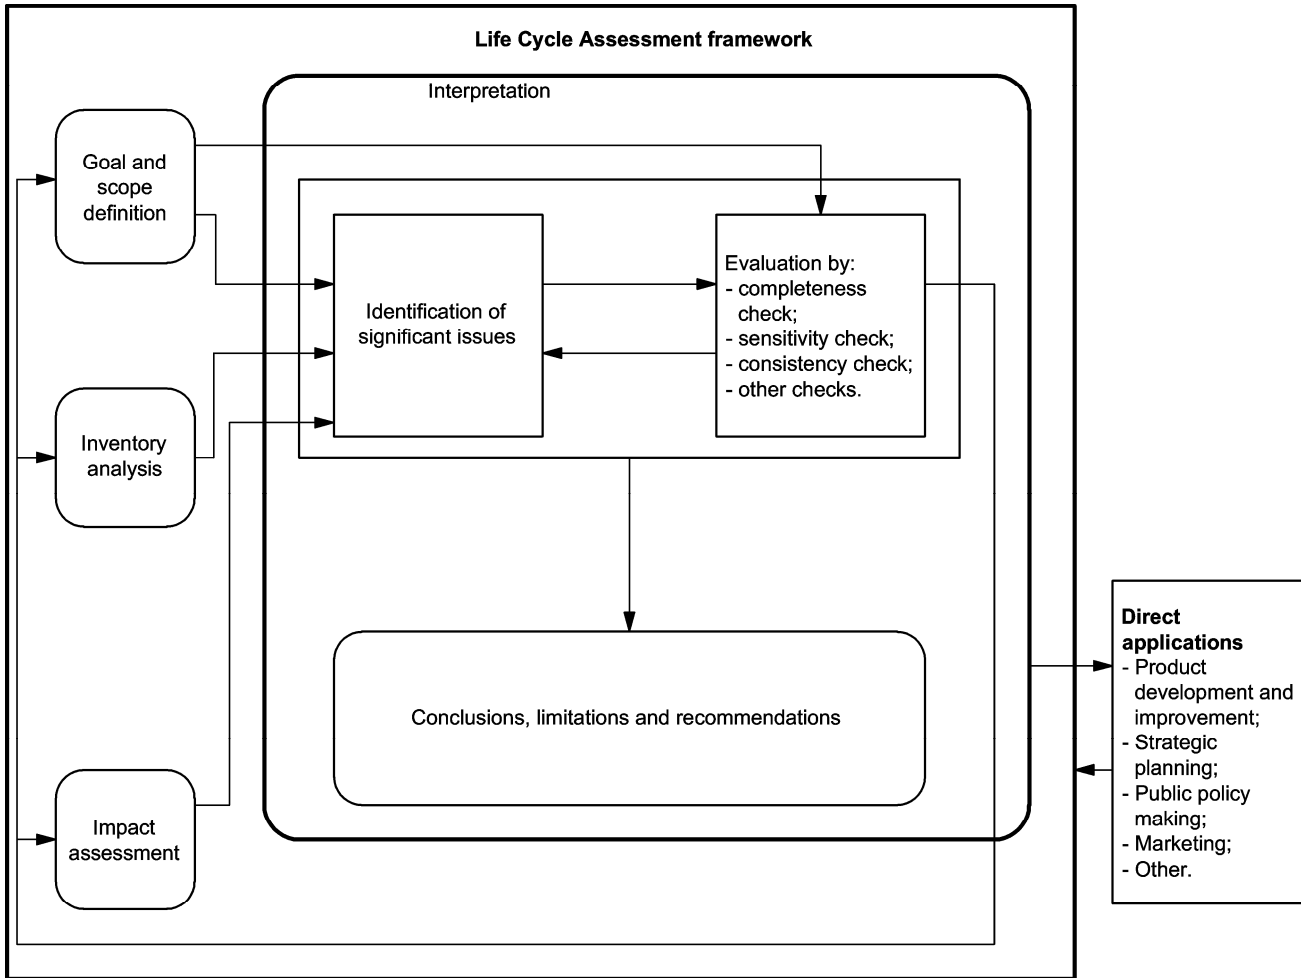 Life Cycle Assessment framework
Interpretation
Goal and
scope
definition
Identification of
significant issues
Evaluation by:
- completeness
check;
- sensitivity check;
- consistency check;
- other checks.
Inventory
analysis
Conclusions, limitations and recommendations
Impact
assessment
Direct
applications
- Product
development and
improvement;
- Strategic
planning;
- Public policy
making;
- Marketing;
- Other.